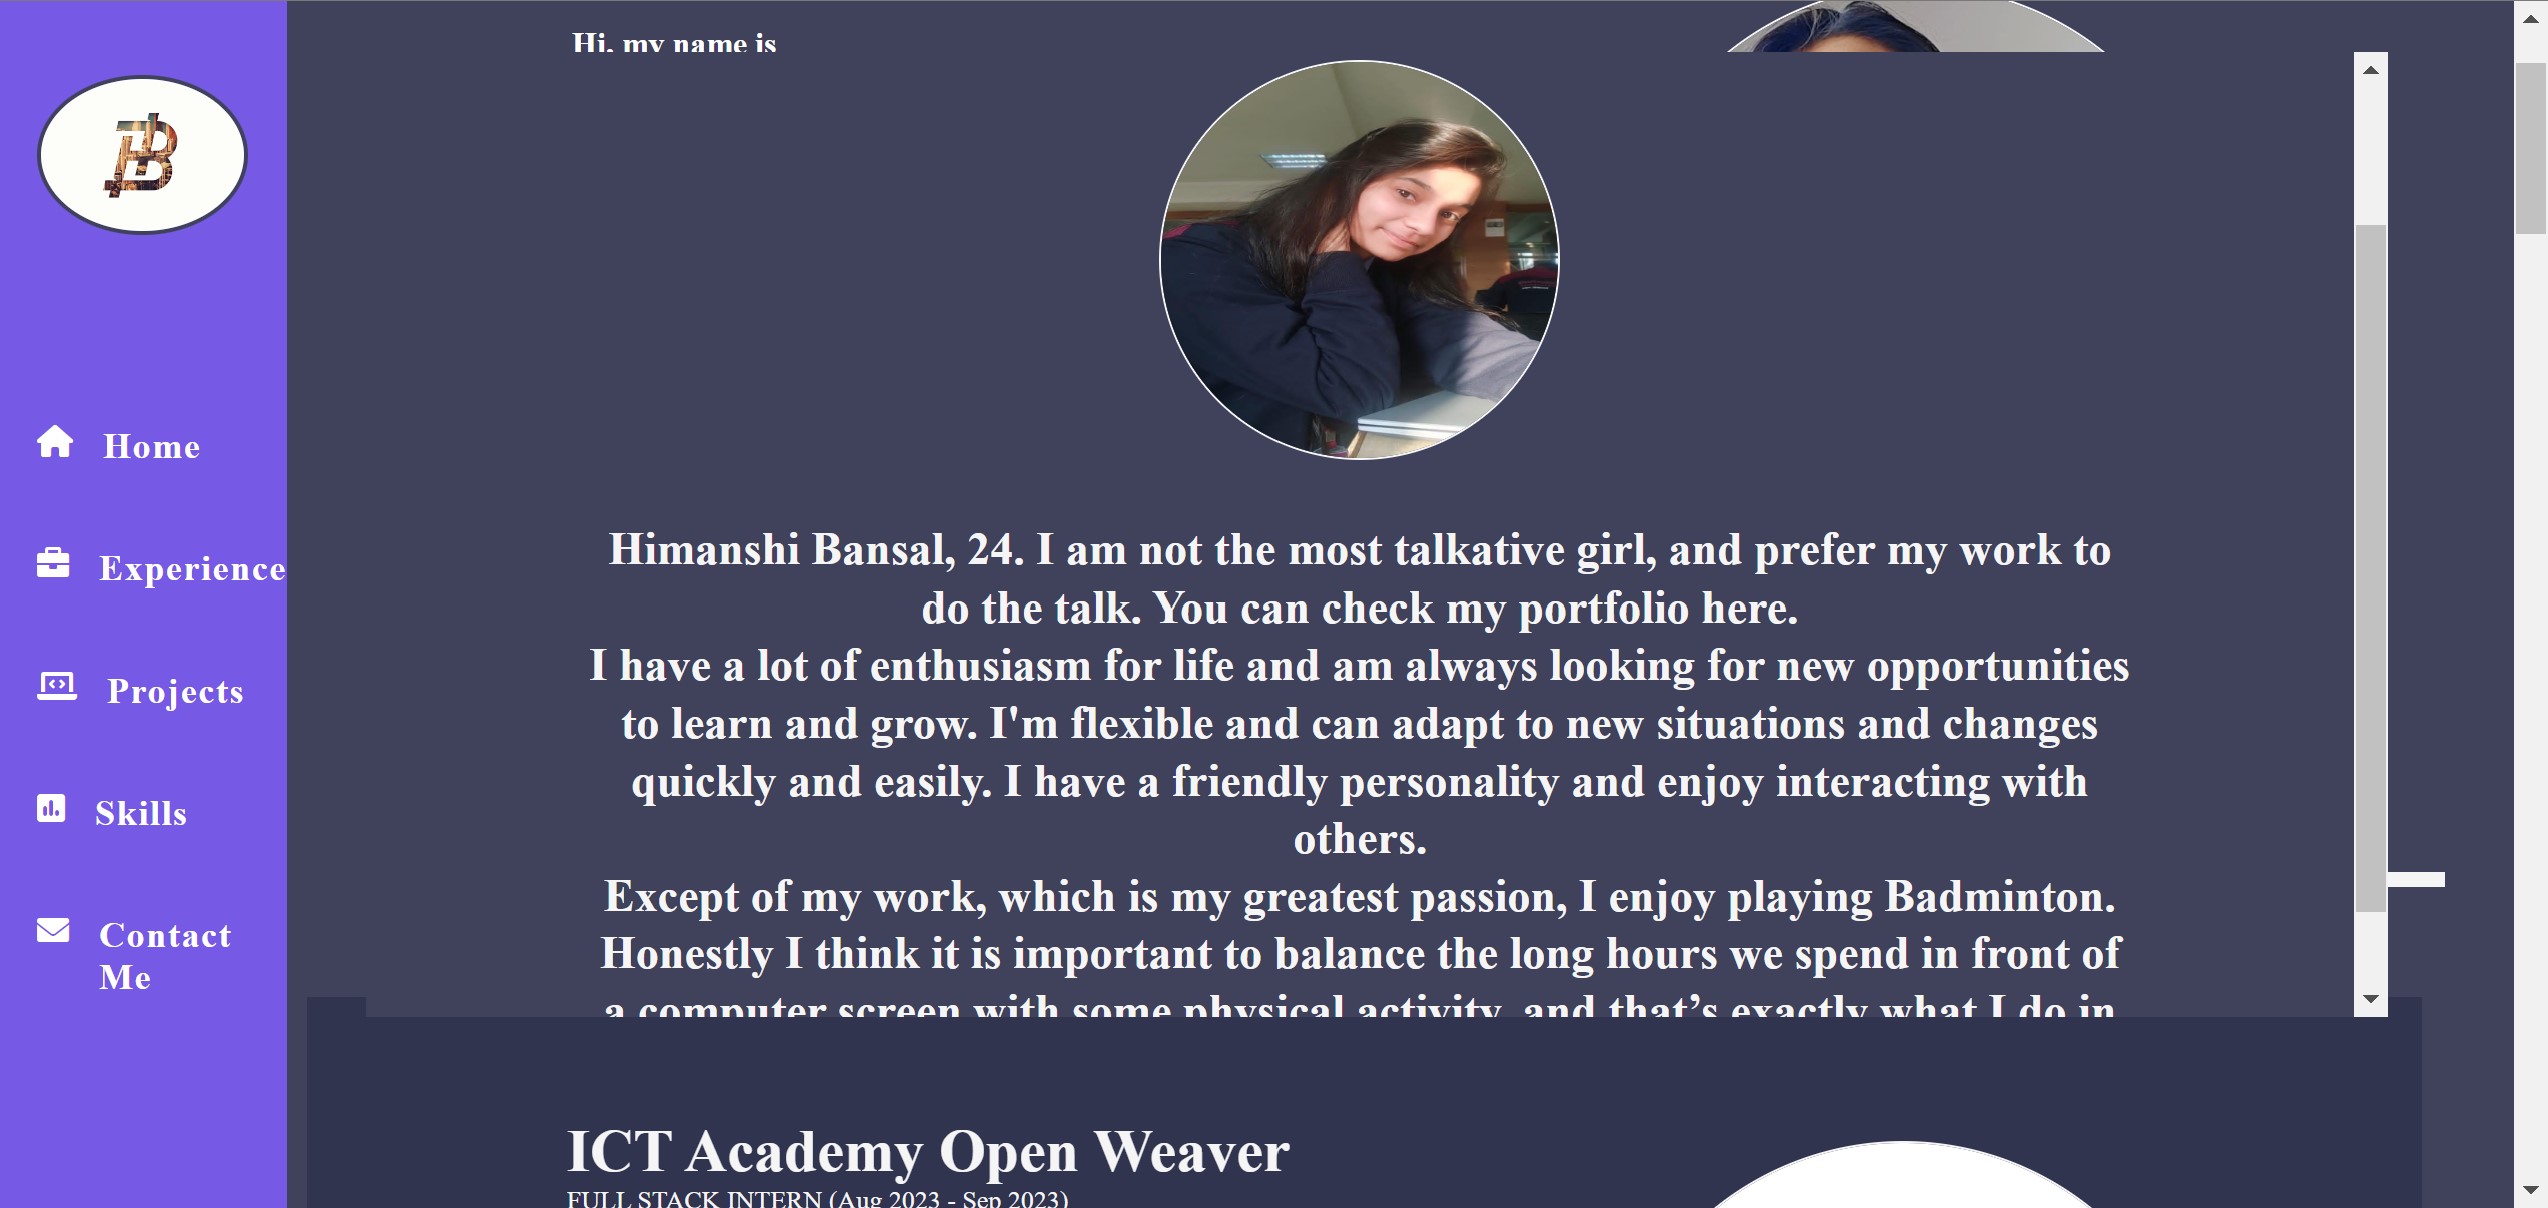 Hi, my name is
Home
Experience
Projects
Skills
Contact
Me
Himanshi Bansal, 24. I am not the most talkative girl, and prefer my work to
do the talk. You can check my portfolio here.
I have a lot of enthusiasm for life and am always looking for new opportunities
to learn and grow. I'm flexible and can adapt to new situations and changes
quickly and easily. I have a friendly personality and enjoy interacting with
others.
Except of my work, which is my greatest passion, I enjoy playing Badminton.
Honestly I think it is important to balance the long hours we spend in front of
a computer screen with some physical activity, and that’s exactly what I do in
ICT Academy Open Weaver
FULL STACK INTERN (Aug 2023 - Sep 2023)